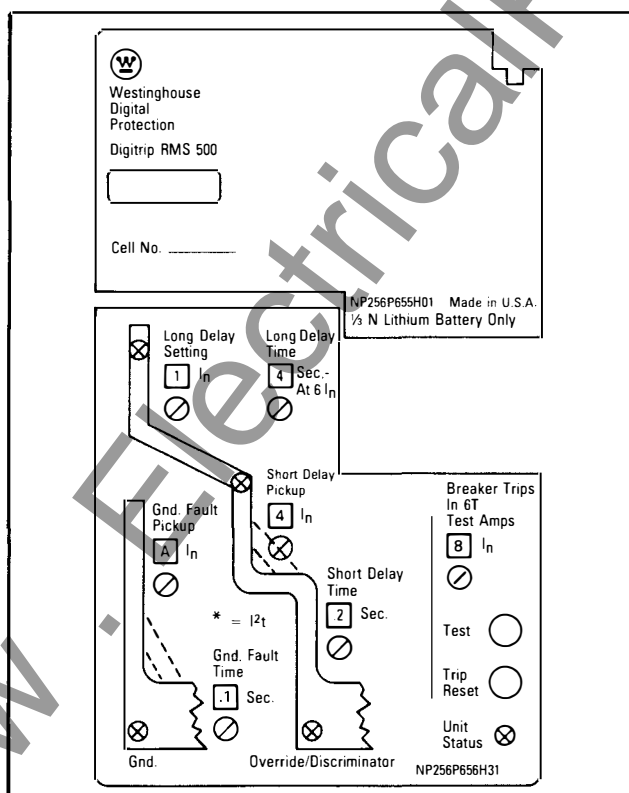 Westinghouse
Digital
Protection
Digitrip RMS 500
Cell No.
NP256P655H01 Made in U.S.A.
⅓ N Lithium Battery Only
Long Delay
Setting
1 In
Long Delay
Time
4 Sec.-
At 6 In
Short Delay
Pickup
4 In
Gnd. Fault
Pickup
A In
Breaker Trips
In 6T
Test Amps
8 In
Short Delay
Time
.2 Sec.
* = I²t
Gnd. Fault
Time
.1 Sec.
Test
Trip
Reset
Unit
Status
Gnd.
Override/Discriminator
NP256P656H31
w . Electrical